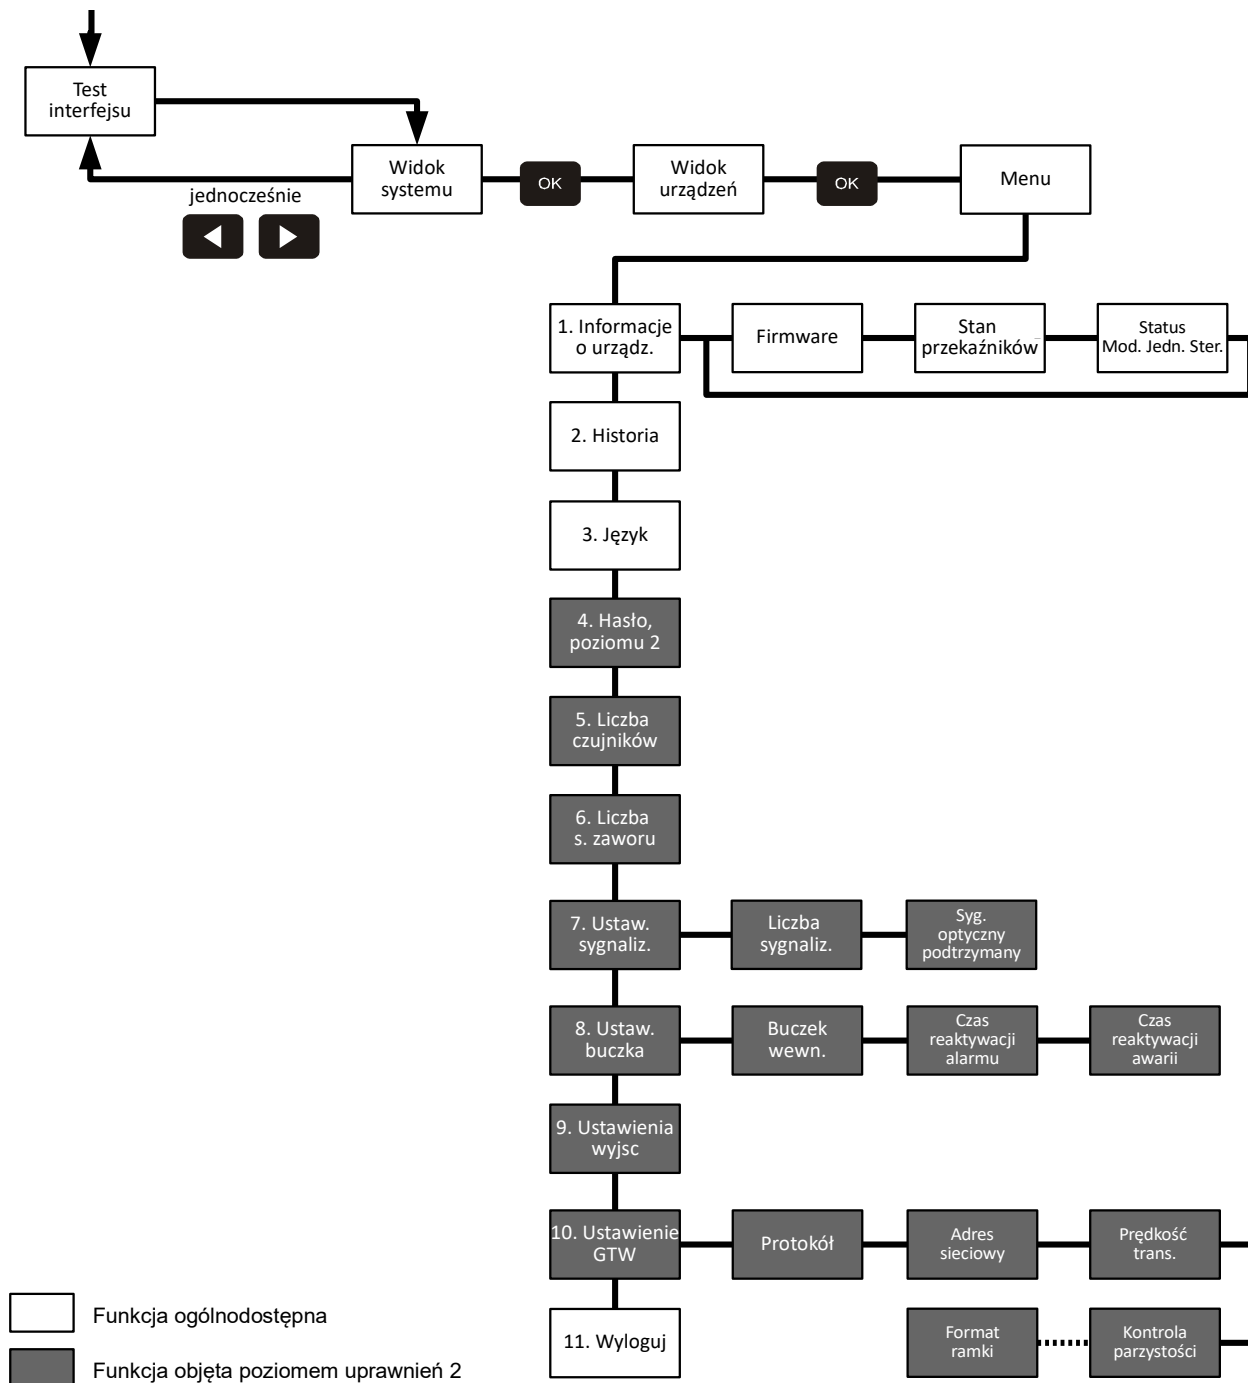 Test
interfejsu
Widok
systemu
OK
Widok
urządzeń
OK
Menu
jednocześnie
1. Informacje
o urządz.
Firmware
Stan
przekaźników
Status
Mod. Jedn. Ster.
2. Historia
3. Język
4. Hasło,
poziomu 2
5. Liczba
czujników
6. Liczba
s. zaworu
7. Ustaw.
sygnaliz.
Liczba
sygnaliz.
Syg.
optyczny
podtrzymany
8. Ustaw.
buczka
Buczek
wewn.
Czas
reaktywacji
alarmu
Czas
reaktywacji
awarii
9. Ustawienia
wyjsc
10. Ustawienie
GTW
Protokół
Adres
sieciowy
Prędkość
trans.
11. Wyloguj
Format
ramki
Kontrola
parzystości
Funkcja ogólnodostępna
Funkcja objęta poziomem uprawnień 2